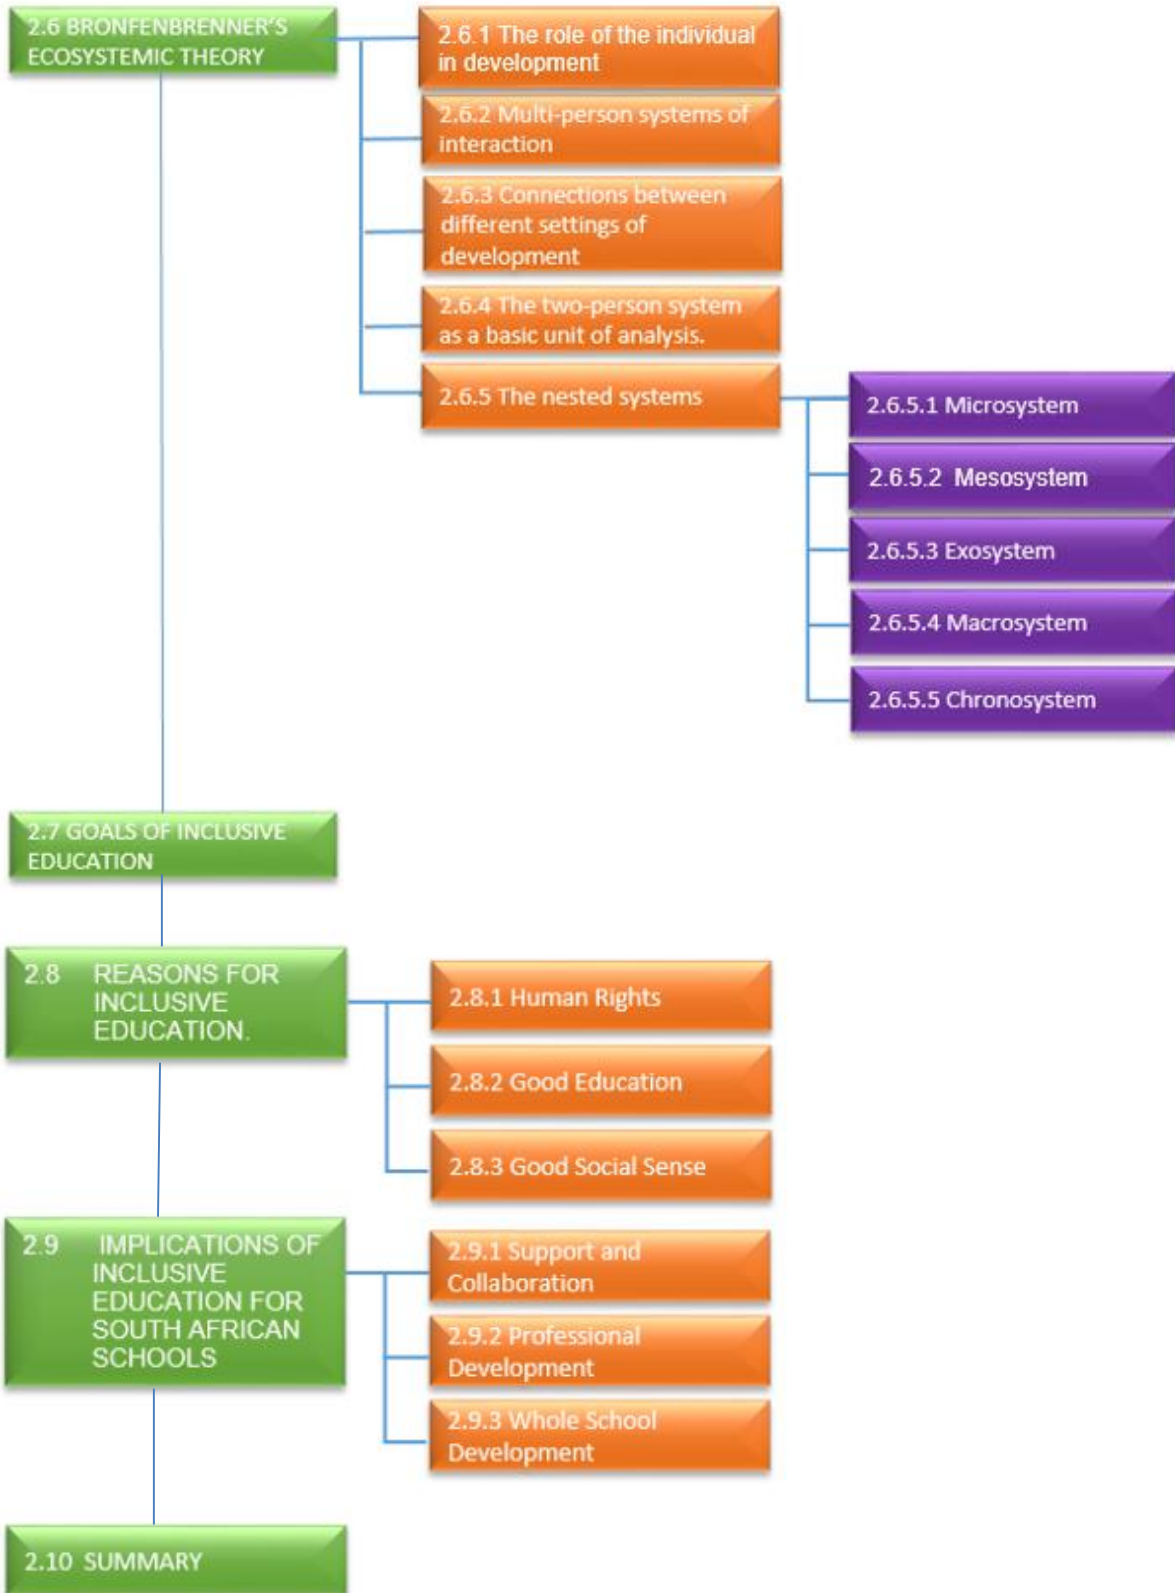 2.6 BRONFENBRENNER'S
ECOSYSTEMIC THEORY
2.6.1 The role of the individual
in development
2.6.2 Multi-person systems of
interaction
2.6.3 Connections between
different settings of
development
2.6.4 The two-person system
as a basic unit of analysis.
2.6.5 The nested systems
2.6.5.1 Microsystem
2.6.5.2 Mesosystem
2.6.5.3 Exosystem
2.6.5.4 Macrosystem
2.6.5.5 Chronosystem
2.7 GOALS OF INCLUSIVE
EDUCATION
2.8 REASONS FOR
INCLUSIVE
EDUCATION.
2.8.1 Human Rights
2.8.2 Good Education
2.8.3 Good Social Sense
2.9 IMPLICATIONS OF
INCLUSIVE
EDUCATION FOR
SOUTH AFRICAN
SCHOOLS
2.9.1 Support and
Collaboration
2.9.2 Professional
Development
2.9.3 Whole School
Development
2.10 SUMMARY